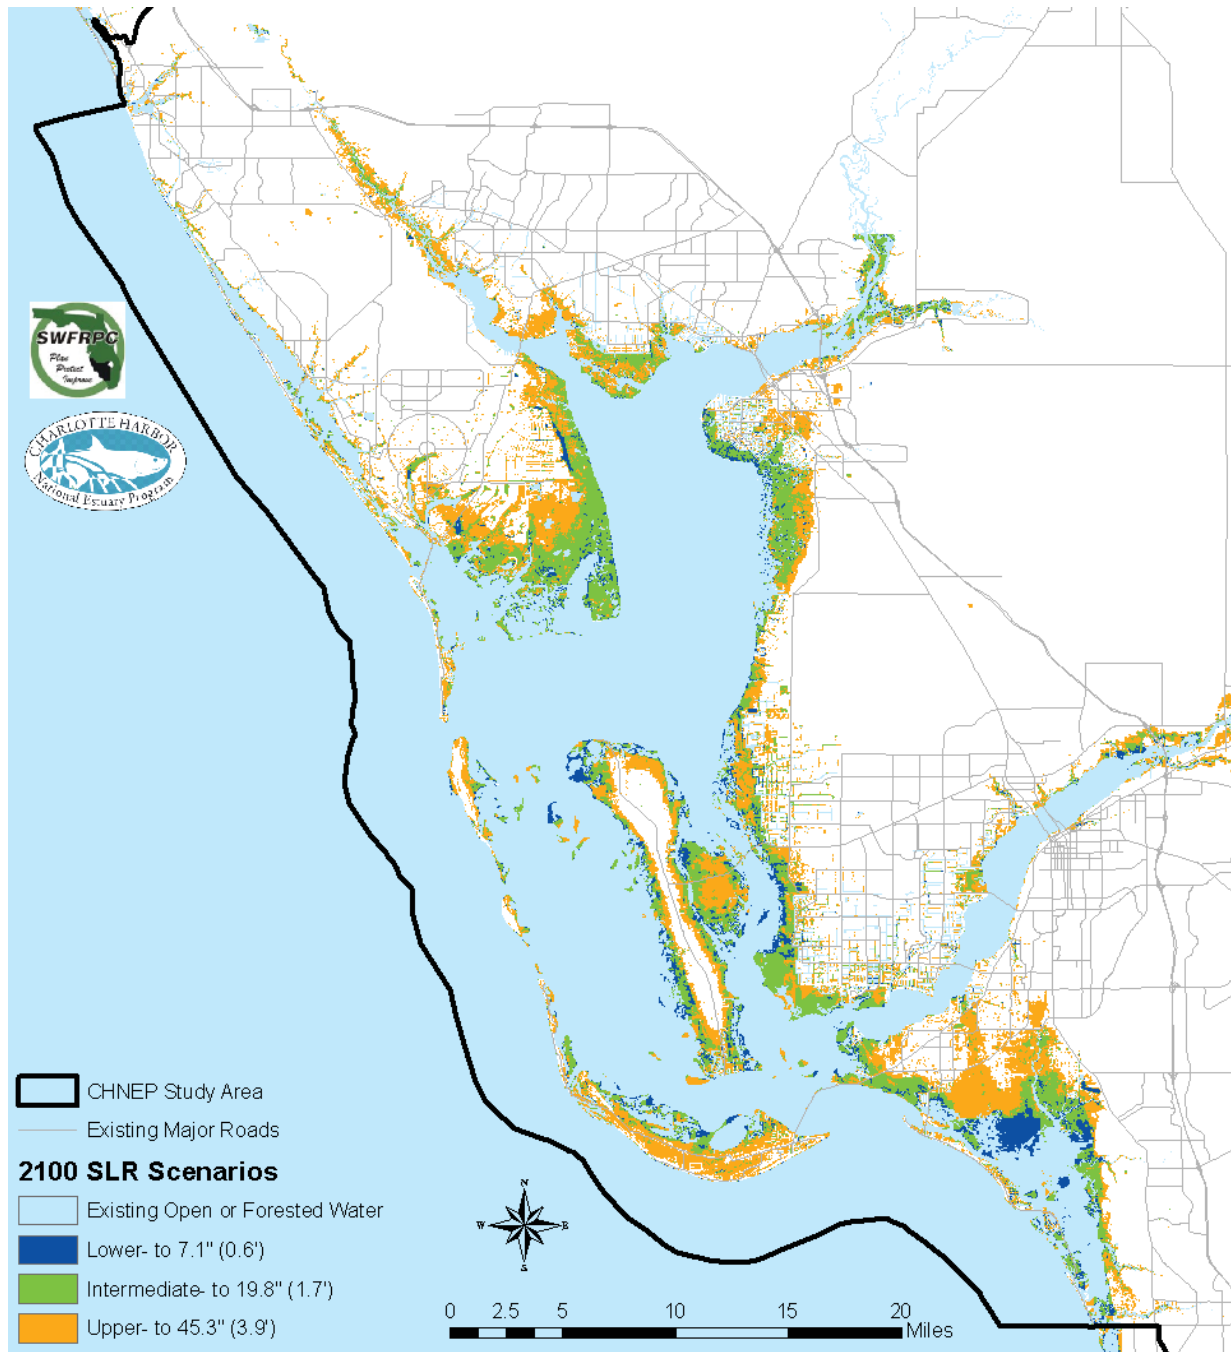 SWFRPC
Plan
Protect
Improve
CHARLOTTE HARBOR
National Estuary Program
CHNEP Study Area
Existing Major Roads
2100 SLR Scenarios
Existing Open or Forested Water
Lower- to 7.1" (0.6')
Intermediate- to 19.8" (1.7')
Upper- to 45.3" (3.9')
N
W E
S
0 2.5 5 10 15 20
Miles